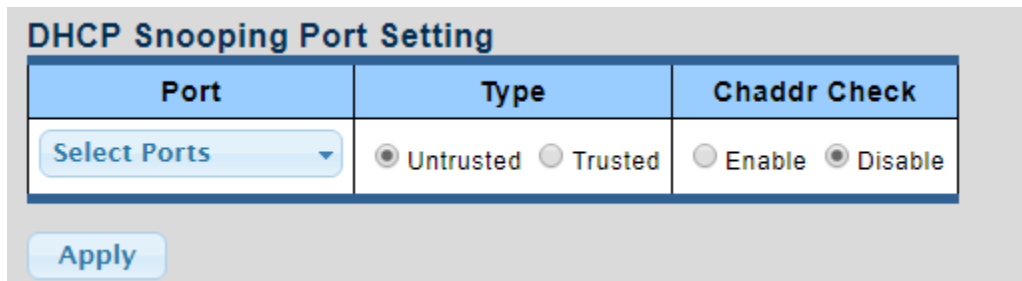 DHCP Snooping Port Setting
Port Type Chaddr Check
Select Ports Untrusted Trusted Enable Disable
Apply